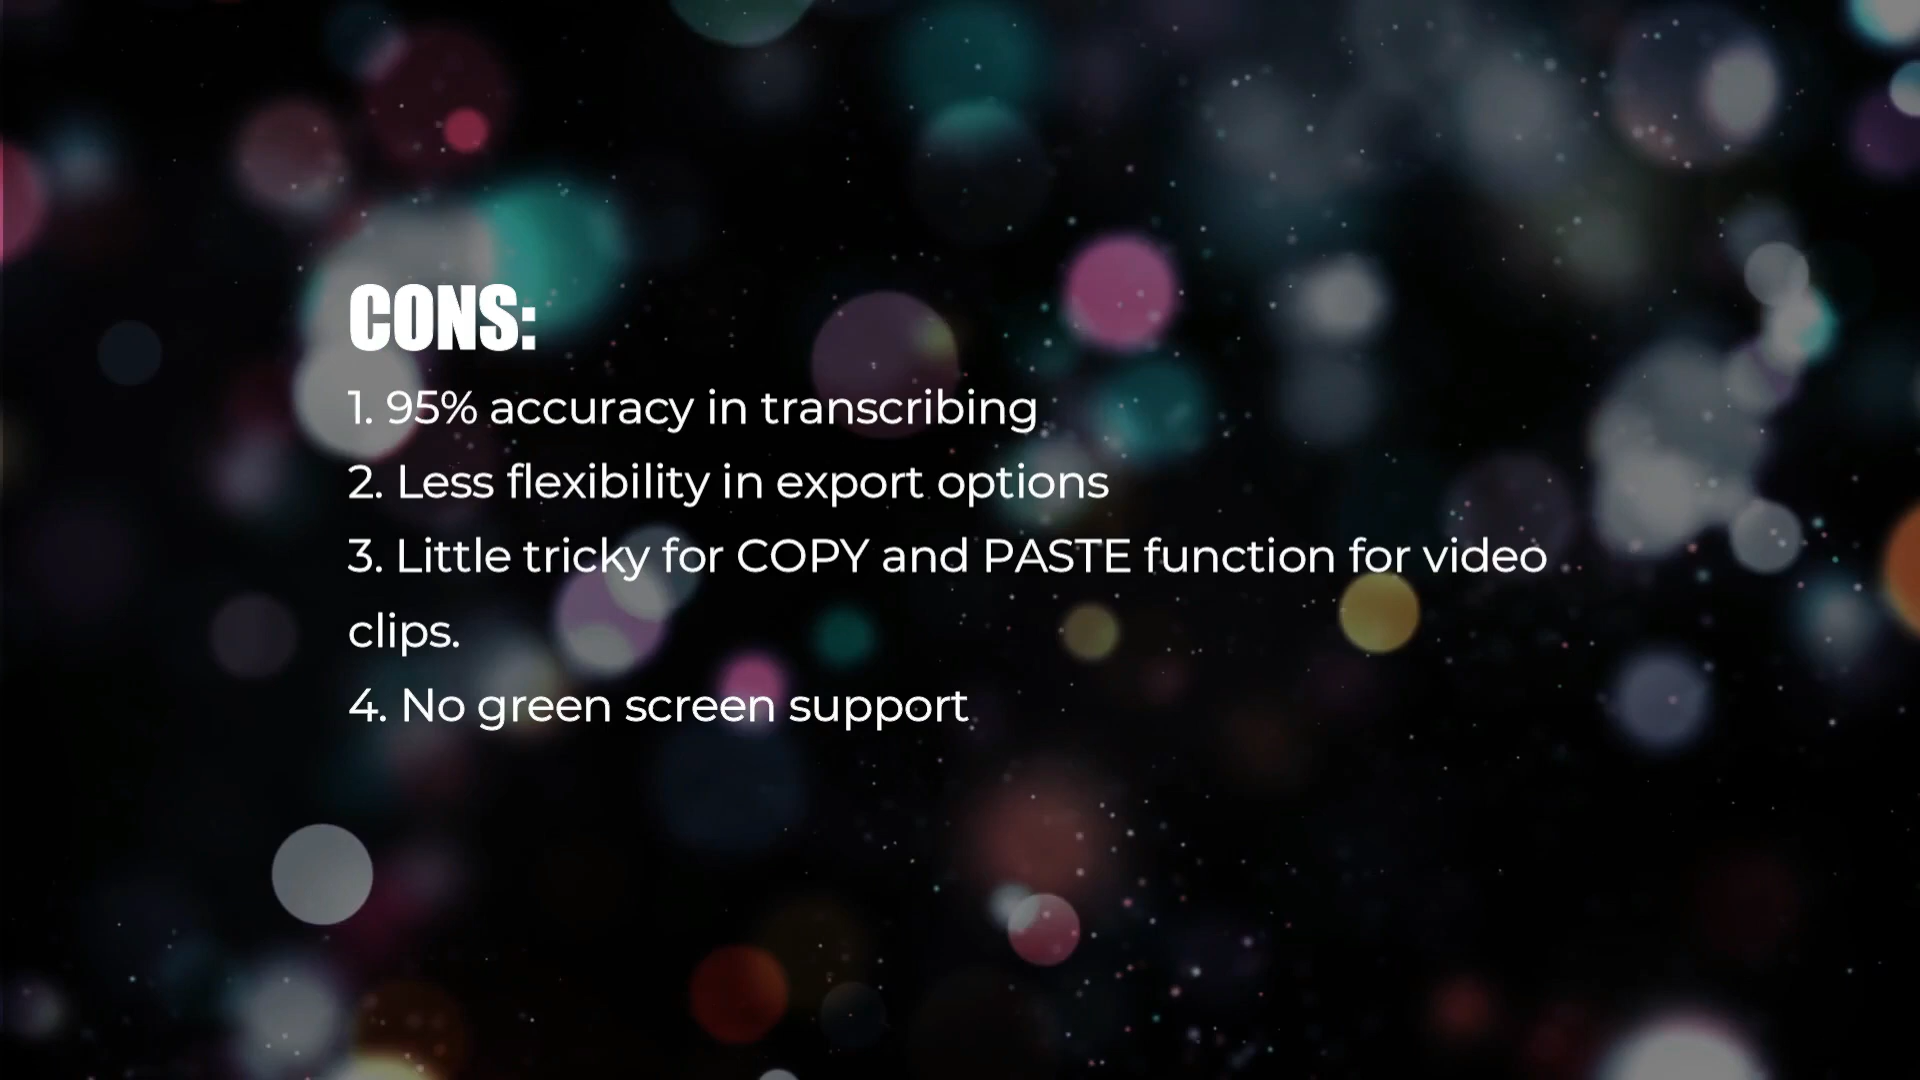 CONS:
1. 95% accuracy in transcribing
2. Less flexibility in export options
3. Little tricky for COPY and PASTE function for video
clips.
4. No green screen support